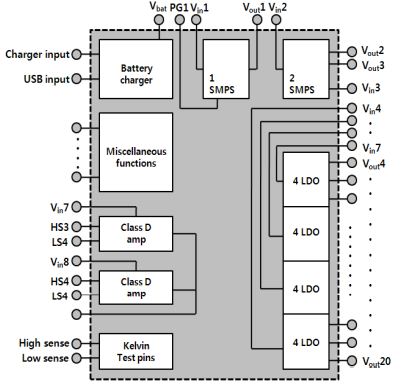 Vbat PG1 Vin1 Vout1 Vin2
Charger input
USB input
Battery
charger
1
SMPS
2
SMPS
Vout2
Vout3
Vin3
Vin4
Vin7
Vout4
Miscellaneous
functions
4 LDO
4 LDO
4 LDO
4 LDO
Vin7
HS3
LS4
Class D
amp
Vin8
HS4
LS4
Class D
amp
High sense
Low sense
Kelvin
Test pins
Vout20